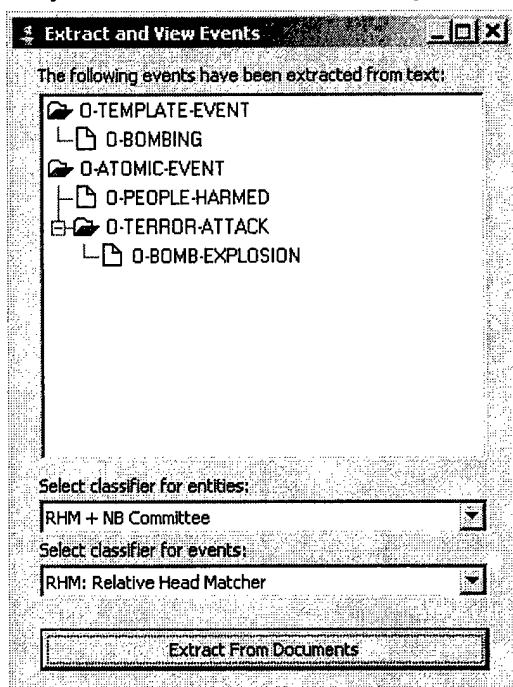 Extract and View Events
The following events have been extracted from text:
O-TEMPLATE-EVENT
O-BOMBING
O-ATOMIC-EVENT
O-PEOPLE-HARMED
O-TERROR-ATTACK
O-BOMB-EXPLOSION
Select classifier for entities:
RHM + NB Committee
Select classifier for events:
RHM: Relative Head Matcher
Extract From Documents